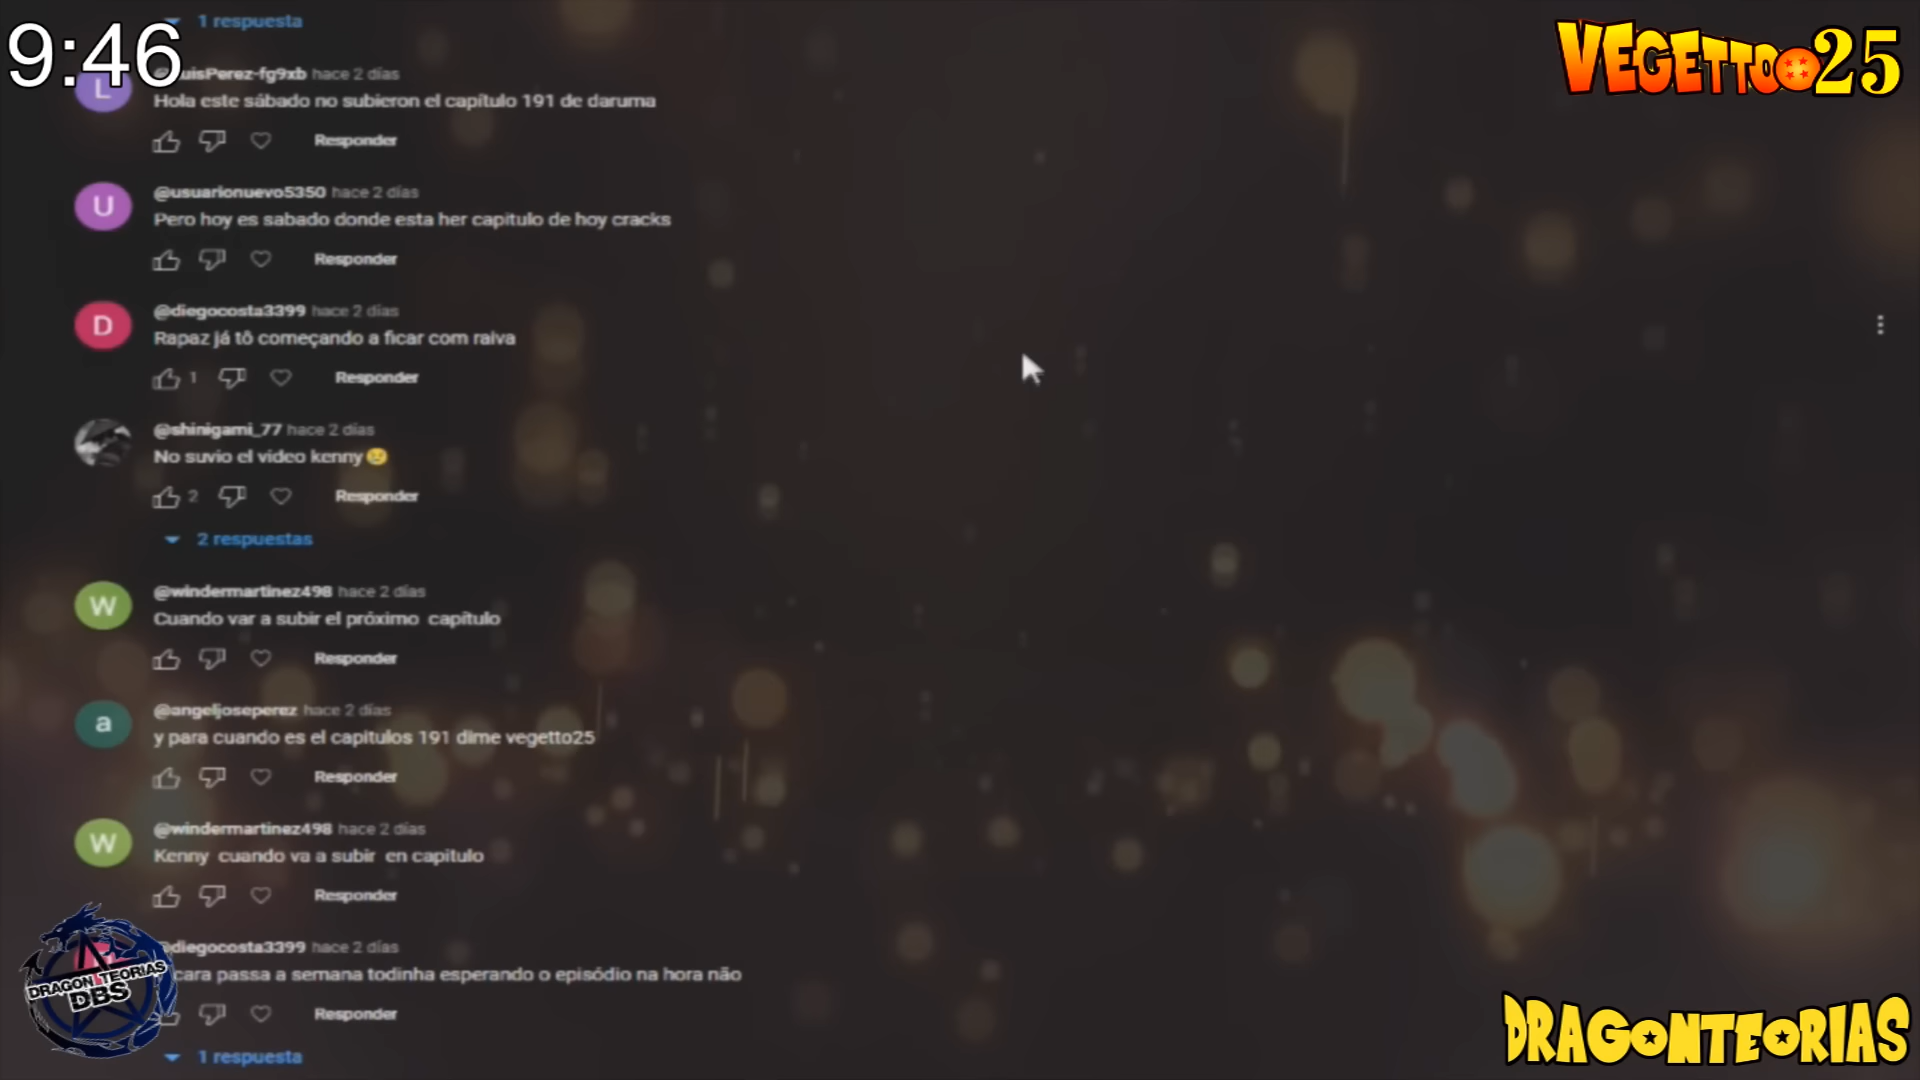 1 respuesta
9:46
VEGETTO 25
uisPerez-fg9xb hace 2 días
L
Hola este sábado no subieron el capítulo 191 de daruma
Responder
U
@usuarionuevo5350 hace 2 días
Pero hoy es sabado donde esta her capitulo de hoy cracks
Responder
D
@diegocosta3399 hace 2 días
Rapaz já tô começando a ficar com raiva
1 Responder
@shinigami_77 hace 2 días
No suvio el video kenny😢
2 Responder
2 respuestas
W
@windermartinez498 hace 2 días
Cuando var a subir el próximo capítulo
Responder
a
@angeljoseperez hace 2 días
y para cuando es el capitulos 191 dime vegetto25
Responder
W
@windermartinez498 hace 2 días
Kenny cuando va a subir en capitulo
Responder
diegocosta3399 hace 2 días
cara passa a semana todinha esperando o episódio na hora não
Responder
1 respuesta
DRAGON TEORIAS
DBS
DRAGONTEORIAS